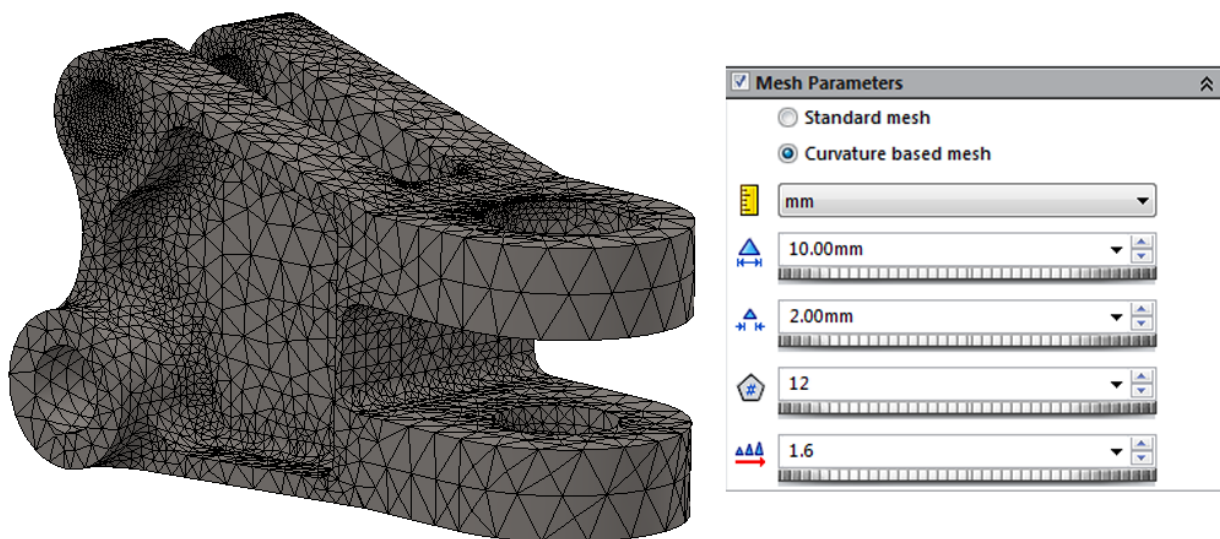 Mesh Parameters
Standard mesh
Curvature based mesh
mm
10.00mm
2.00mm
#
12
1.6